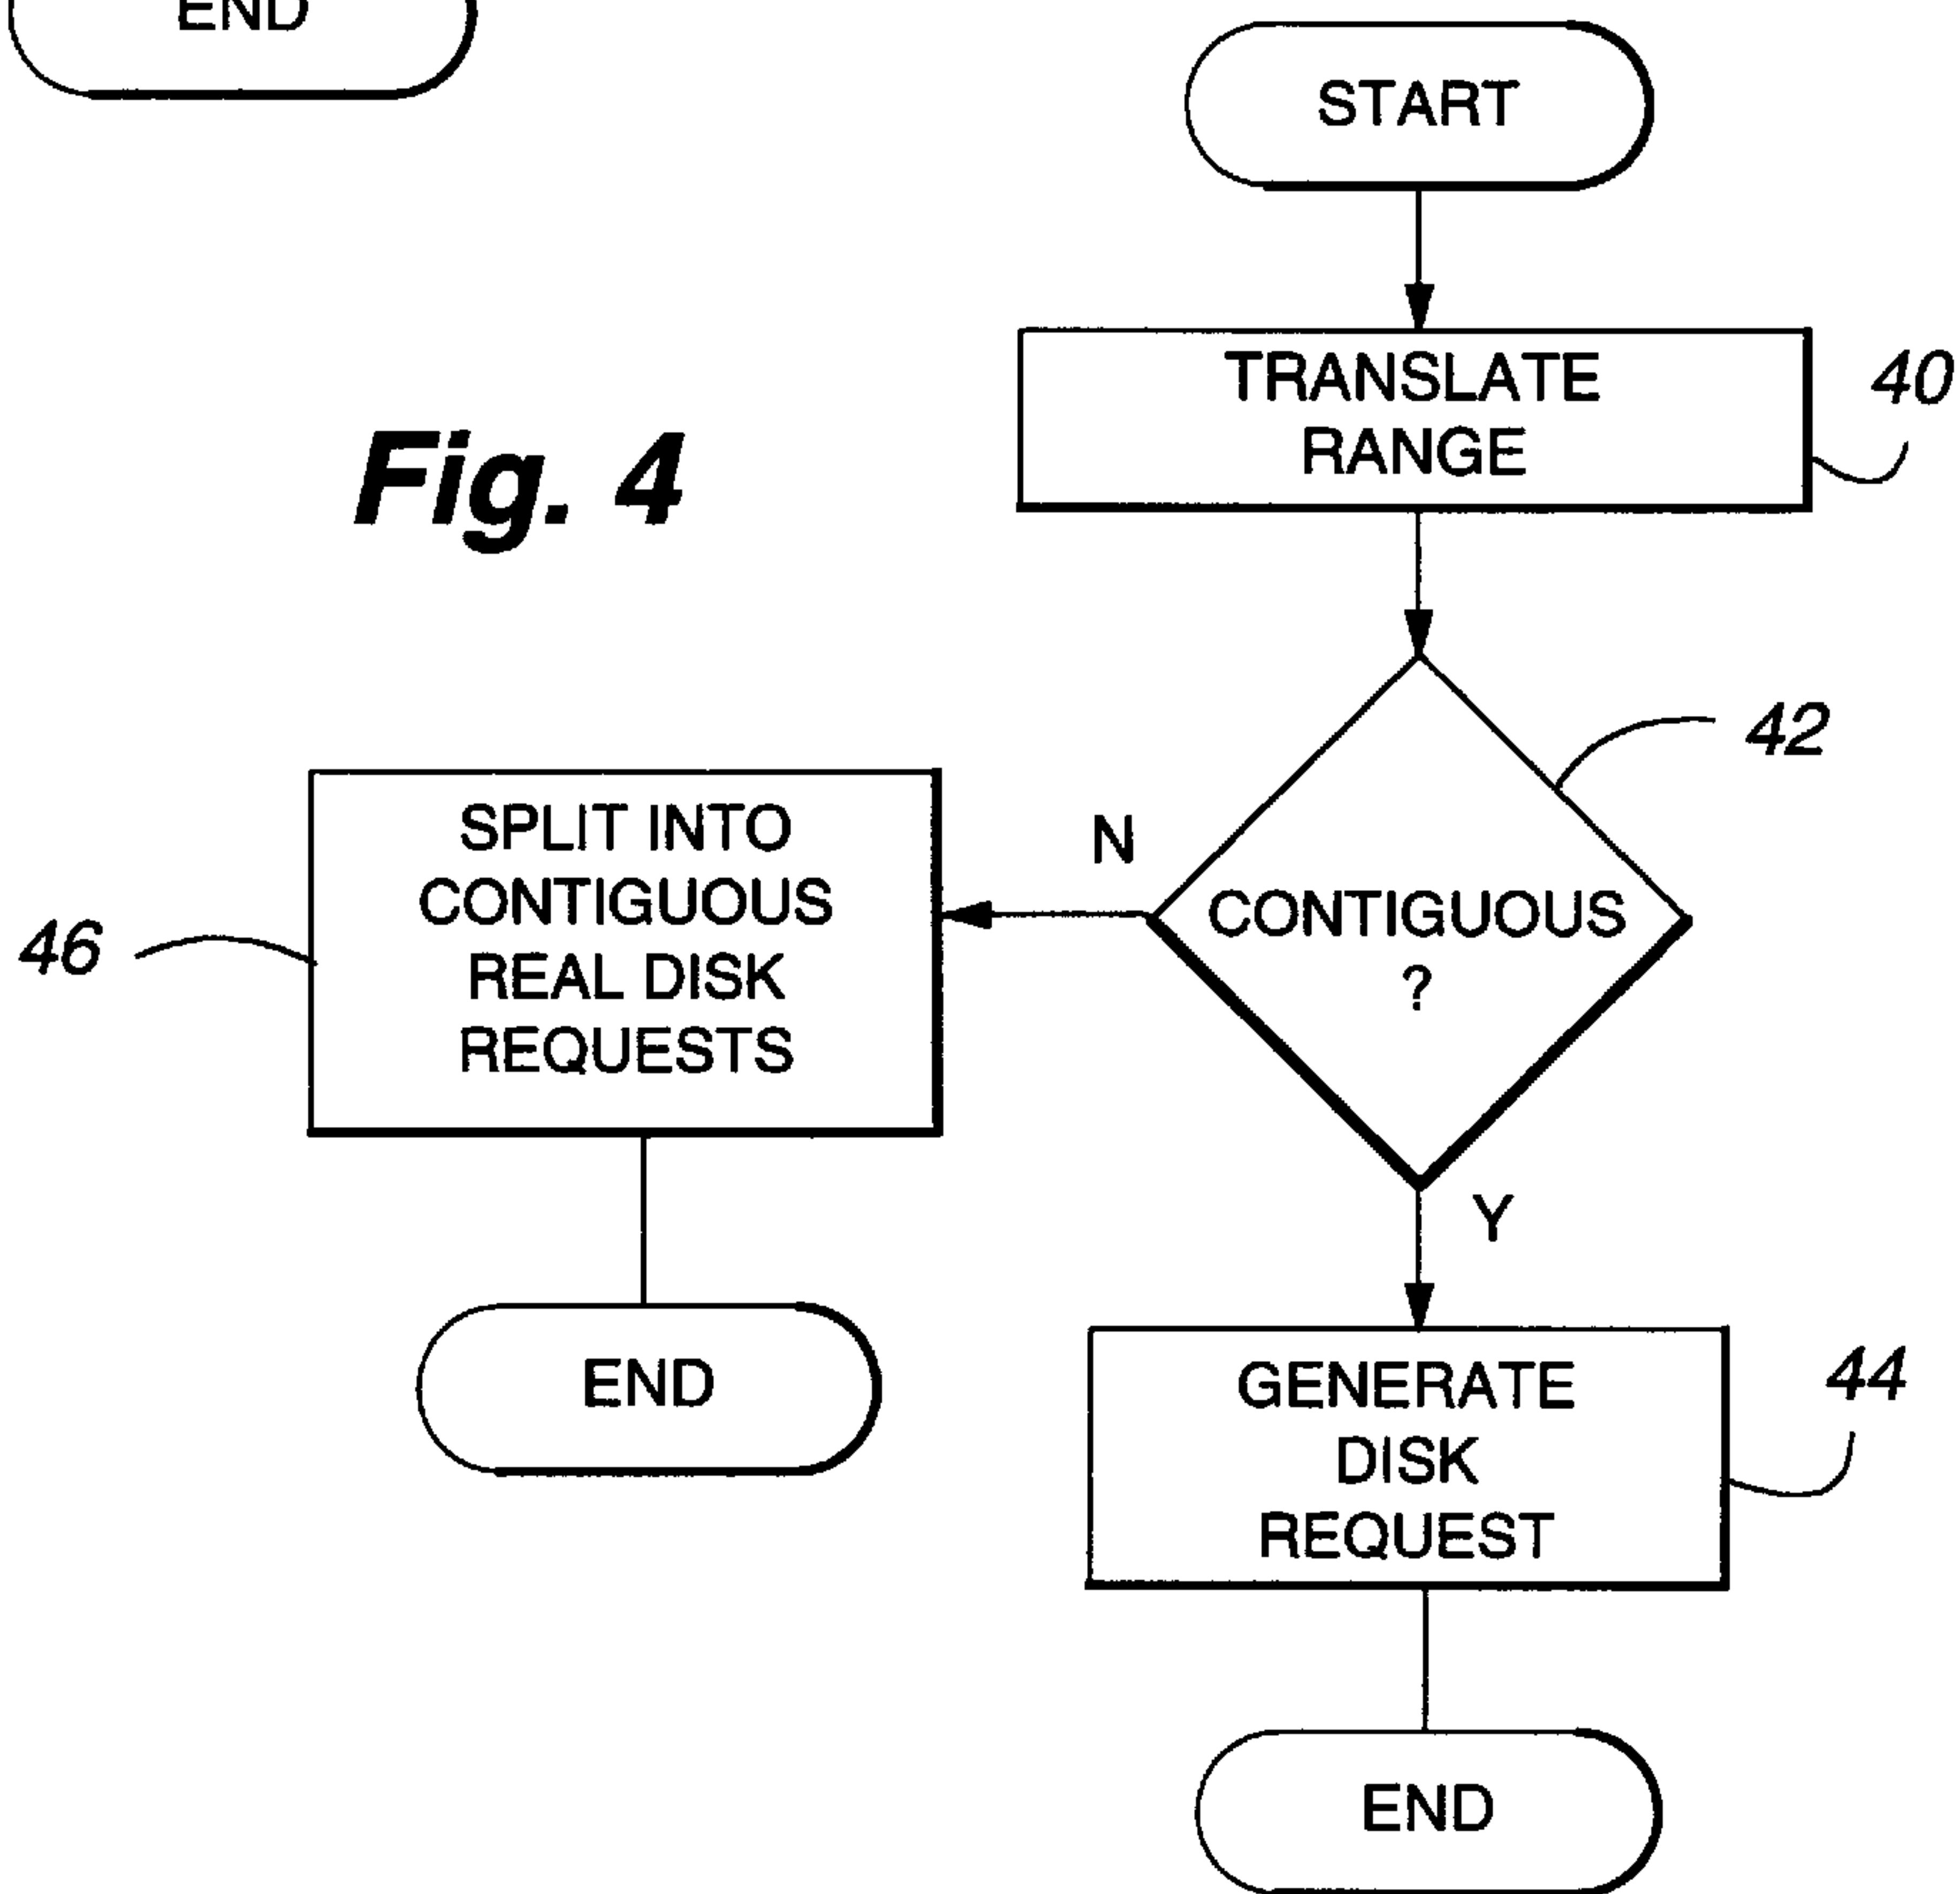 END
START
TRANSLATE
RANGE
40
Fig. 4
42
N
CONTIGUOUS
?
SPLIT INTO
CONTIGUOUS
REAL DISK
REQUESTS
46
Y
GENERATE
DISK
REQUEST
44
END
END